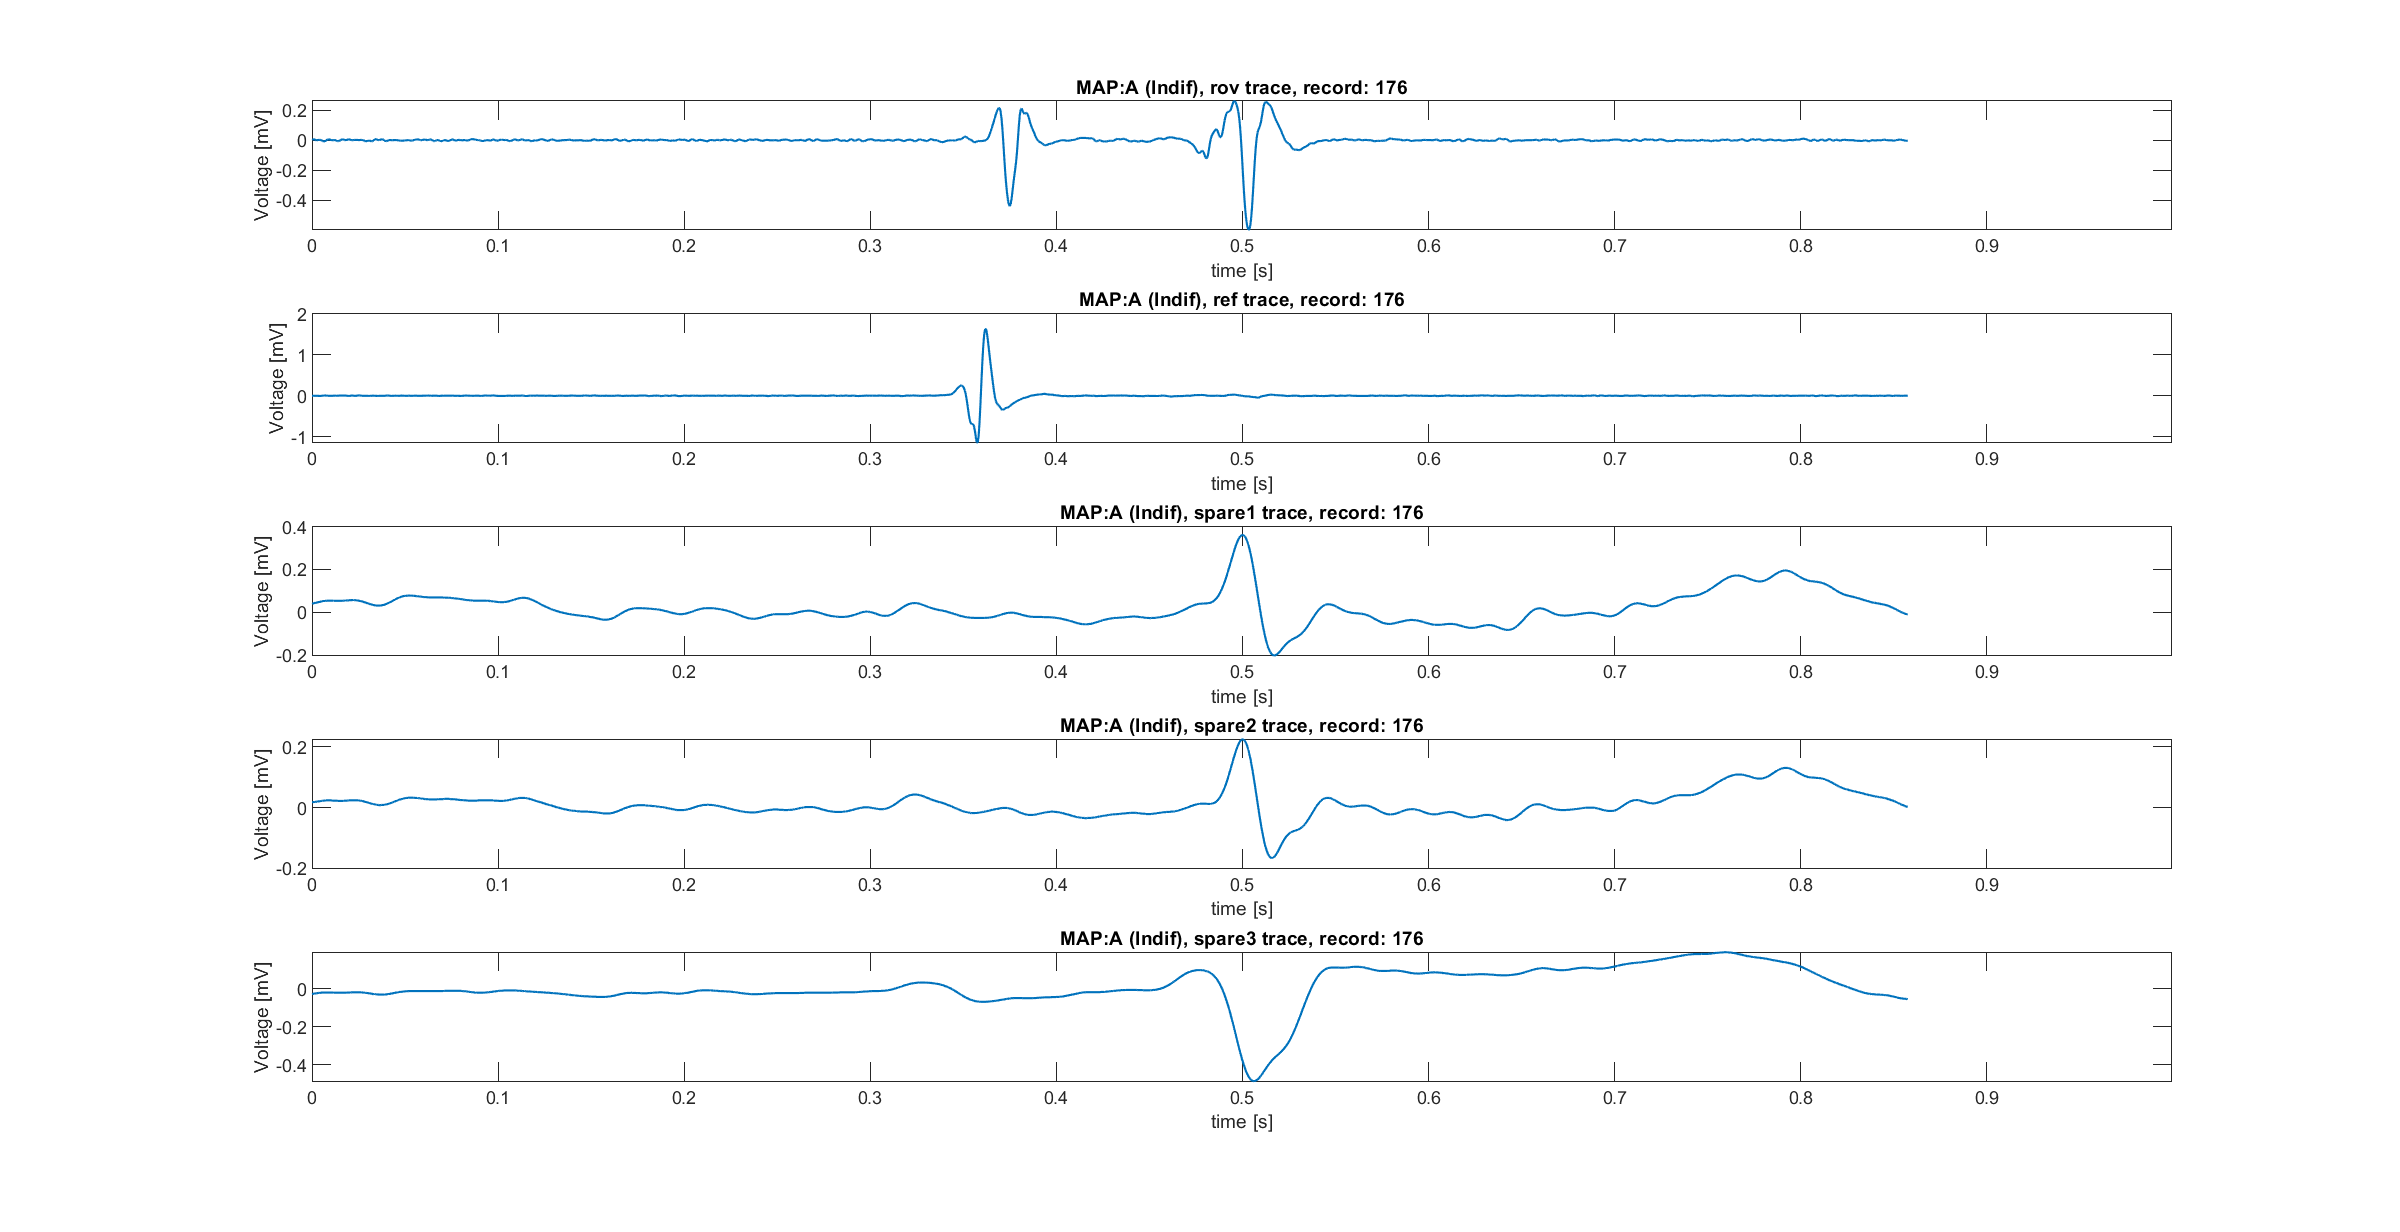 MAP:A (Indif), rov trace, record: 176
Voltage [mV]
0.2
0
-0.2
-0.4
0 0.1 0.2 0.3 0.4 0.5 0.6 0.7 0.8 0.9
time [s]
MAP:A (Indif), ref trace, record: 176
Voltage [mV]
2
1
0
-1
0 0.1 0.2 0.3 0.4 0.5 0.6 0.7 0.8 0.9
time [s]
MAP:A (Indif), spare1 trace, record: 176
Voltage [mV]
0.4
0.2
0
-0.2
0 0.1 0.2 0.3 0.4 0.5 0.6 0.7 0.8 0.9
time [s]
MAP:A (Indif), spare2 trace, record: 176
Voltage [mV]
0.2
0
-0.2
0 0.1 0.2 0.3 0.4 0.5 0.6 0.7 0.8 0.9
time [s]
MAP:A (Indif), spare3 trace, record: 176
Voltage [mV]
0
-0.2
-0.4
0 0.1 0.2 0.3 0.4 0.5 0.6 0.7 0.8 0.9
time [s]